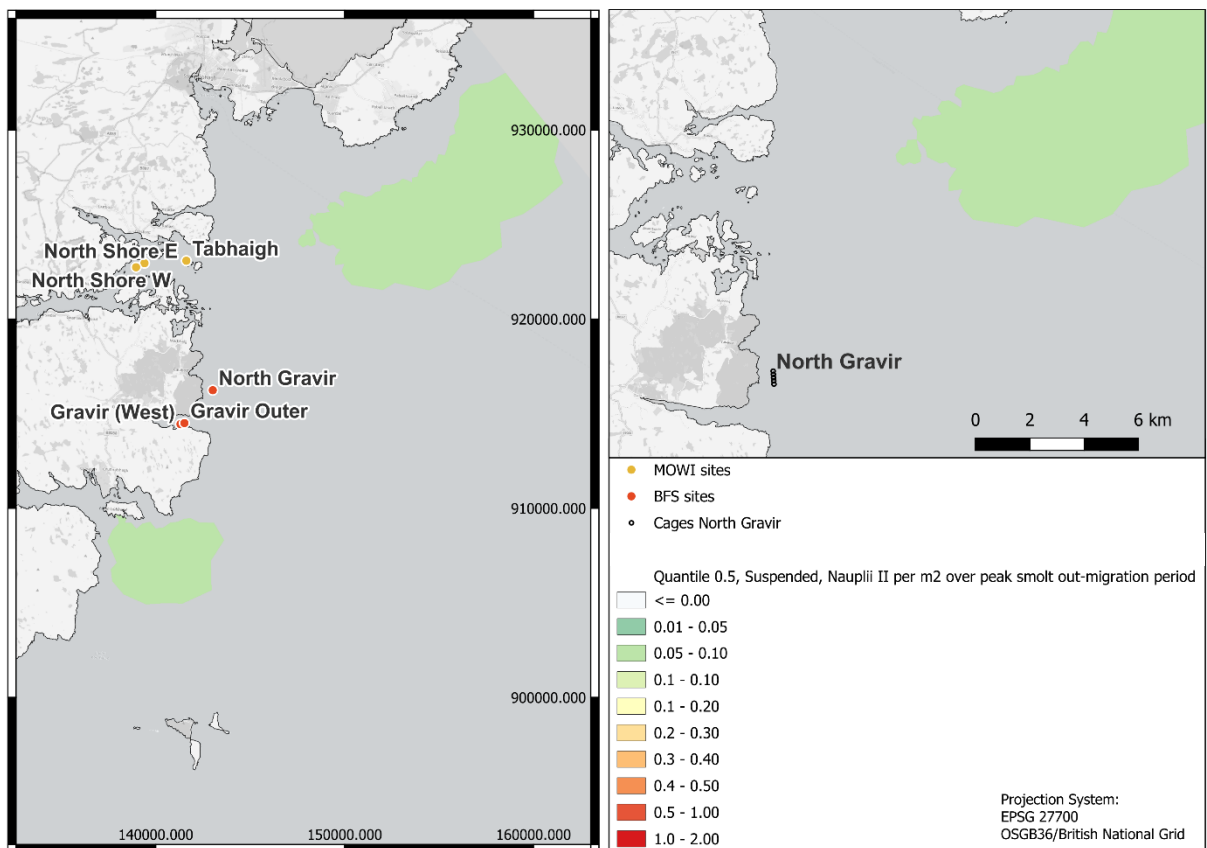 930000.000
North Shore E
Tabhaigh
North Shore W
920000.000
North Gravir
Gravir (West)
Gravir Outer
910000.000
900000.000
140000.000
150000.000
160000.000
North Gravir
0 2 4 6 km
MOWI sites
BFS sites
Cages North Gravir
Quantile 0.5, Suspended, Nauplii II per m2 over peak smolt out-migration period
<= 0.00
0.01 - 0.05
0.05 - 0.10
0.1 - 0.10
0.1 - 0.20
0.2 - 0.30
0.3 - 0.40
0.4 - 0.50
0.5 - 1.00
1.0 - 2.00
Projection System:
EPSG 27700
OSGB36/British National Grid